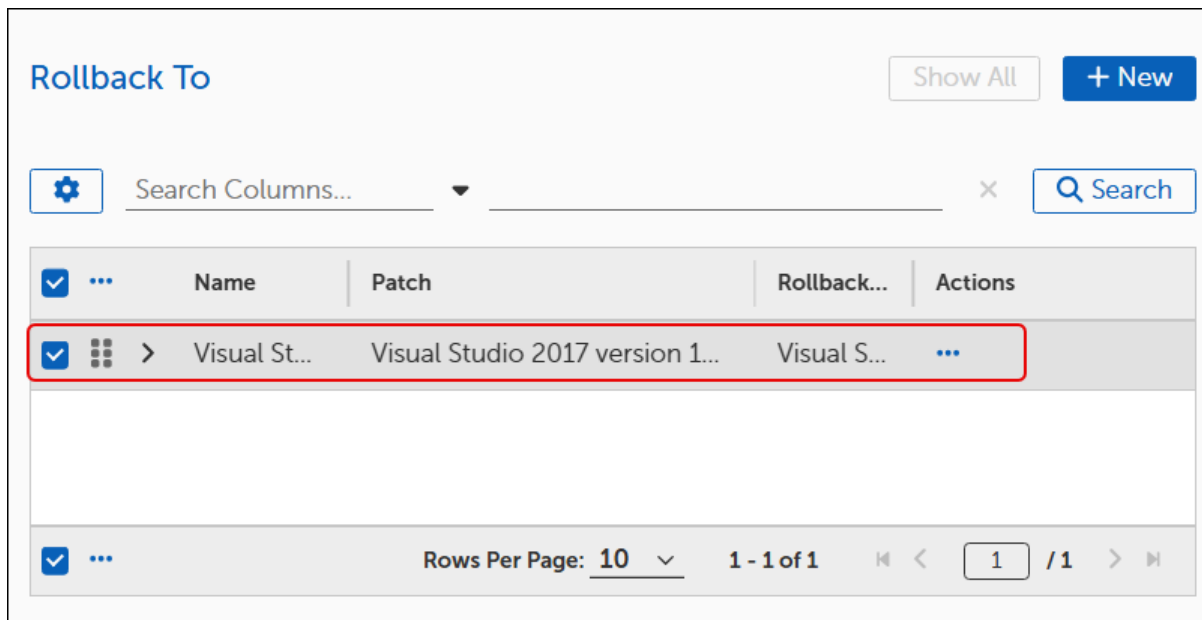 Rollback To
Show All
+ New
Search Columns...
Search
Name Patch Rollback... Actions
Visual St... Visual Studio 2017 version 1... Visual S...
Rows Per Page: 10 1 - 1 of 1 1 / 1